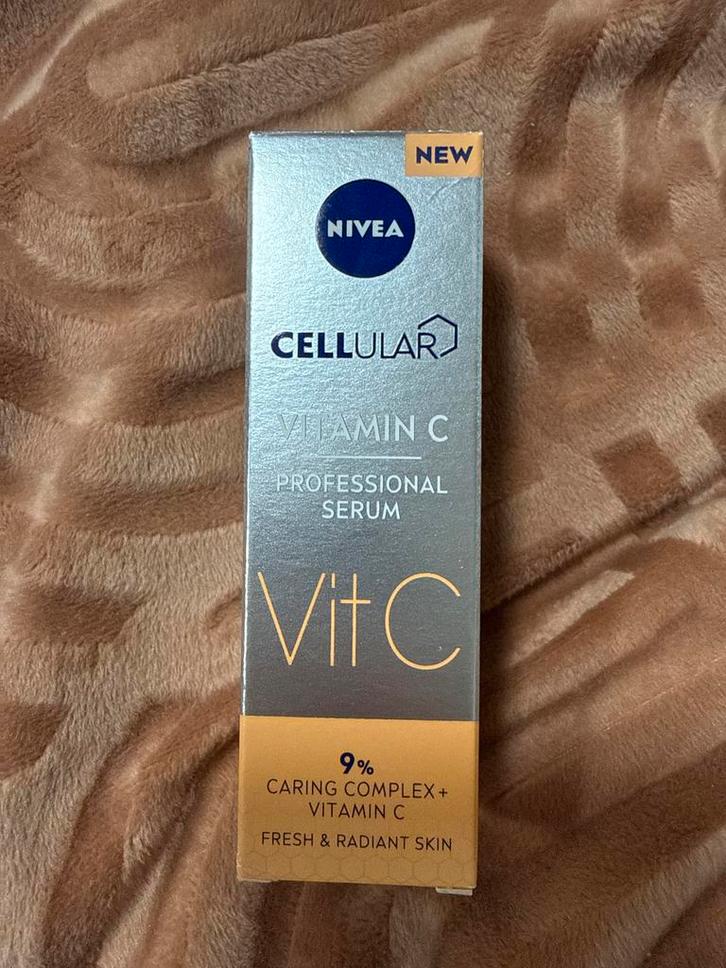 NEW
NIVEA
CELLULAR
VITAMIN C
PROFESSIONAL
SERUM
Vit C
9%
CARING COMPLEX+
VITAMIN C
FRESH & RADIANT SKIN